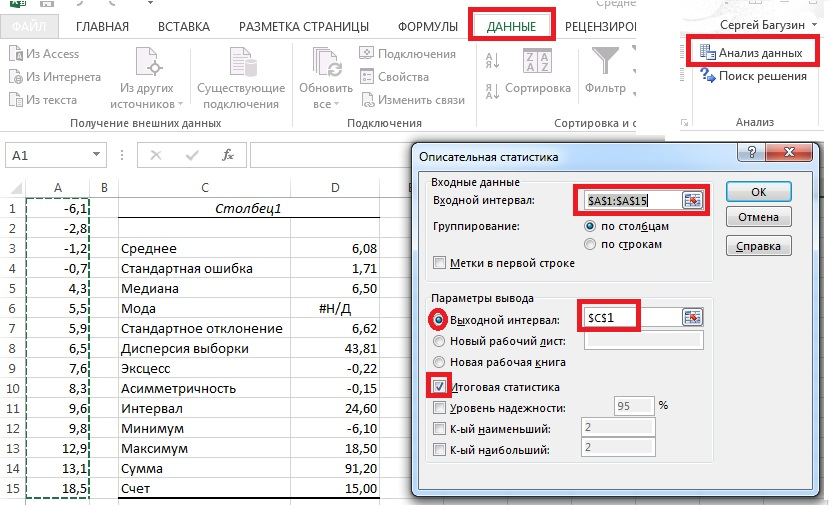 Средне
ФАЙЛ ГЛАВНАЯ ВСТАВКА РАЗМЕТКА СТРАНИЦЫ ФОРМУЛЫ ДАННЫЕ РЕЦЕНЗИРОВ
Сергей Багузин
Из Access
Из Интернета
Из текста
Из других источников
Существующие подключения
Получение внешних данных
Обновить все
Подключения
Свойства
Изменить связи
Подключения
А Я
Я А
Сортировка
Фильтр
Сортировка и
Анализ данных
Поиск решения
Анализ
A1
fx
A B C D
1 -6,1 Столбец1
2 -2,8
3 -1,2 Среднее 6,08
4 -0,7 Стандартная ошибка 1,71
5 4,3 Медиана 6,50
6 5,5 Мода #Н/Д
7 5,9 Стандартное отклонение 6,62
8 6,5 Дисперсия выборки 43,81
9 7,6 Эксцесс -0,22
10 8,3 Асимметричность -0,15
11 9,6 Интервал 24,60
12 9,8 Минимум -6,10
13 12,9 Максимум 18,50
14 13,1 Сумма 91,20
15 18,5 Счет 15,00
Описательная статистика
Входные данные
Входной интервал: $A$1:$A$15
Группирование: по столбцам
по строкам
Метки в первой строке
Параметры вывода
Выходной интервал: $C$1
Новый рабочий лист:
Новая рабочая книга
Итоговая статистика
Уровень надежности: 95 %
К-ый наименьший: 2
К-ый наибольший: 2
ОК
Отмена
Справка